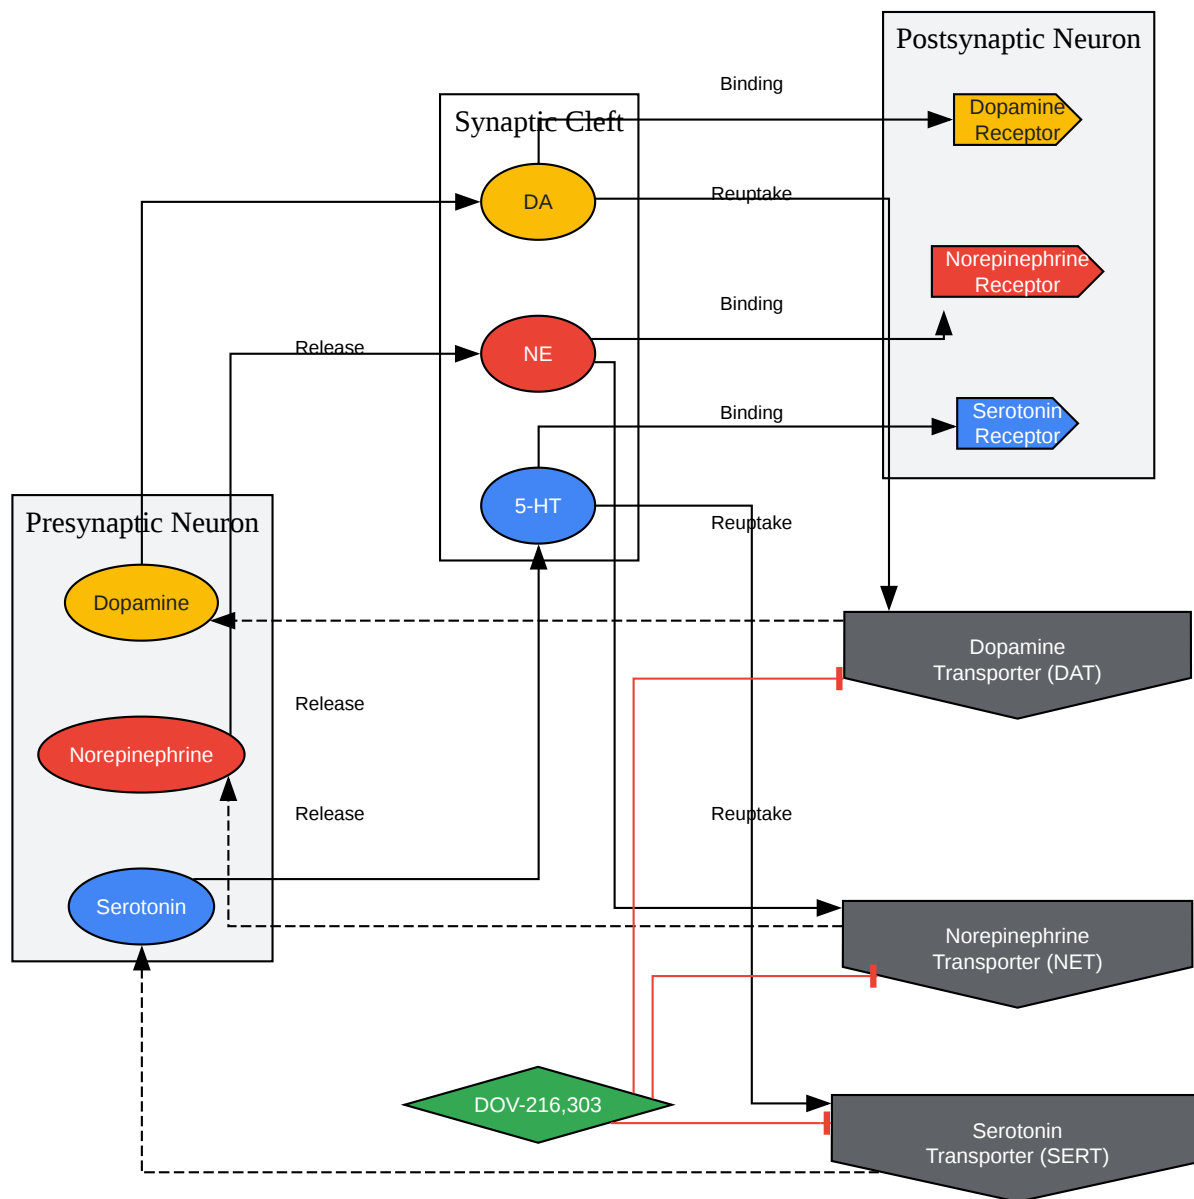 Postsynaptic Neuron
Binding
Dopamine
Receptor
Synaptic Cleft
Reuptake
DA
Norepinephrine
Receptor
Binding
Release
NE
Binding
Serotonin
Receptor
5-HT
Reuptake
Presynaptic Neuron
Dopamine
Dopamine
Transporter (DAT)
Release
Norepinephrine
Release
Reuptake
Serotonin
Norepinephrine
Transporter (NET)
DOV-216,303
Serotonin
Transporter (SERT)